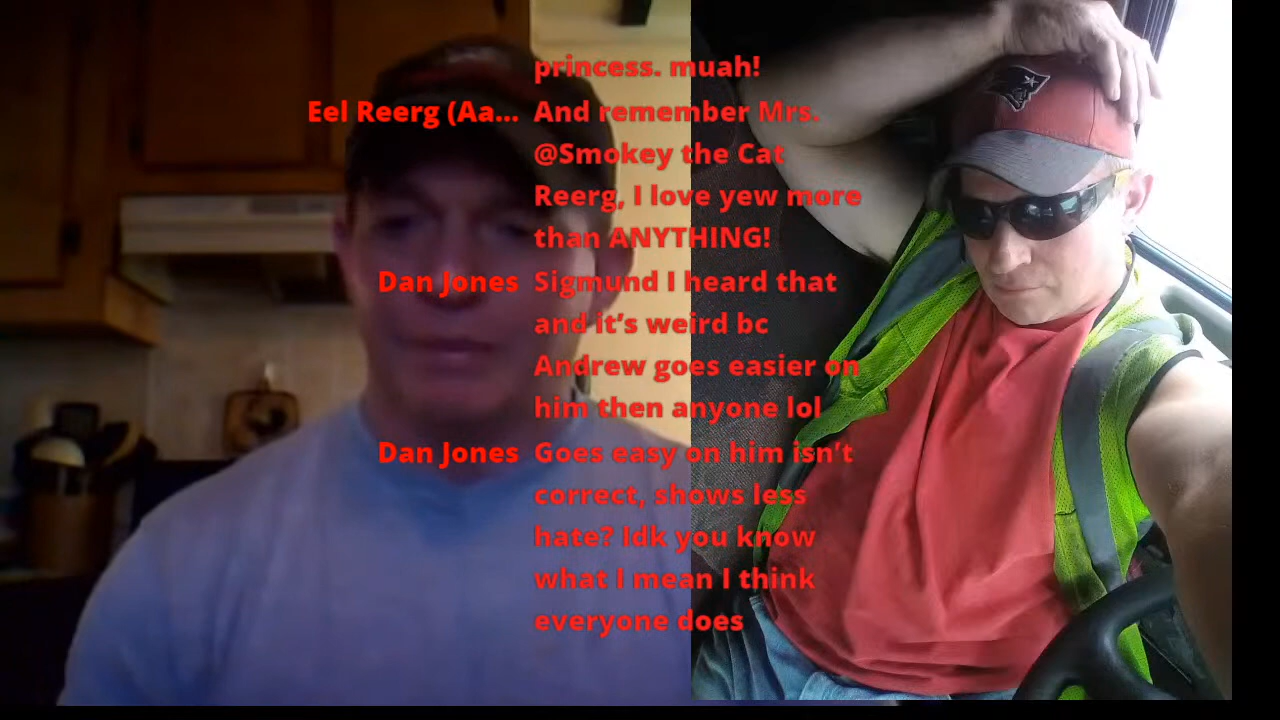 princess. muah!
Eel Reerg (Aa... And remember Mrs.
@Smokey the Cat
Reerg, I love yew more
than ANYTHING!
Dan Jones Sigmund I heard that
and it’s weird bc
Andrew goes easier on
him then anyone lol
Dan Jones Goes easy on him isn’t
correct, shows less
hate? Idk you know
what I mean I think
everyone does